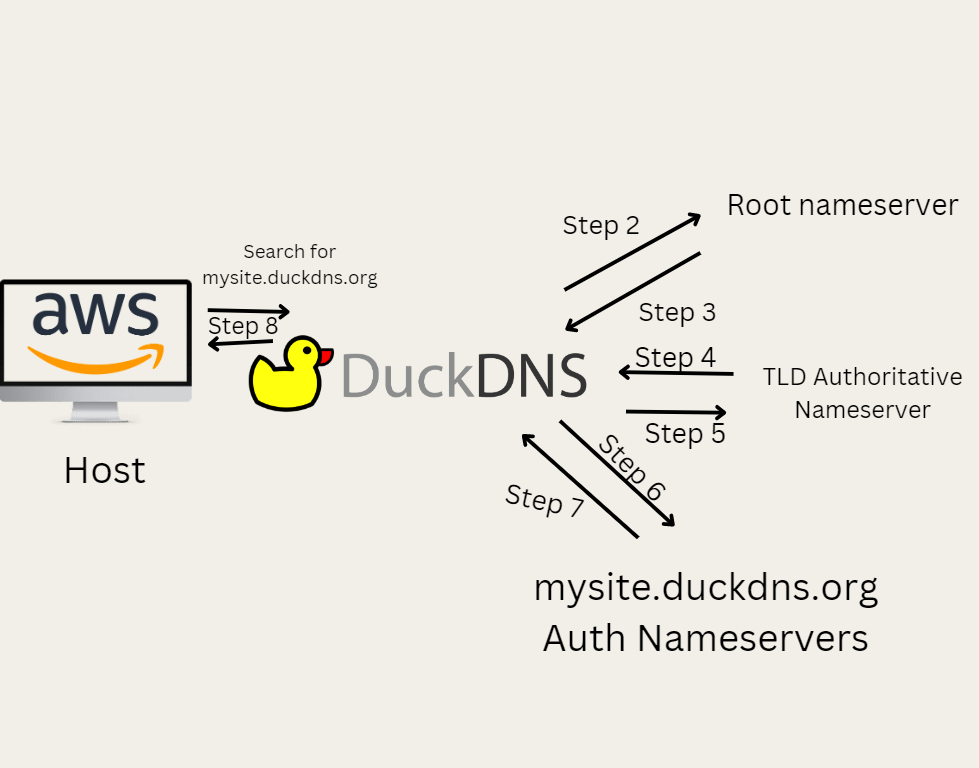 Root nameserver
Step 2
Search for
mysite.duckdns.org
aws
Step 8
Step 3
DuckDNS
Step 4
TLD Authoritative
Nameserver
Step 5
Host
Step 6
Step 7
mysite.duckdns.org
Auth Nameservers